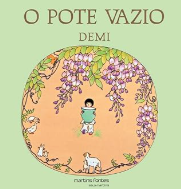 O POTE VAZIO
DEMI
martins fontes